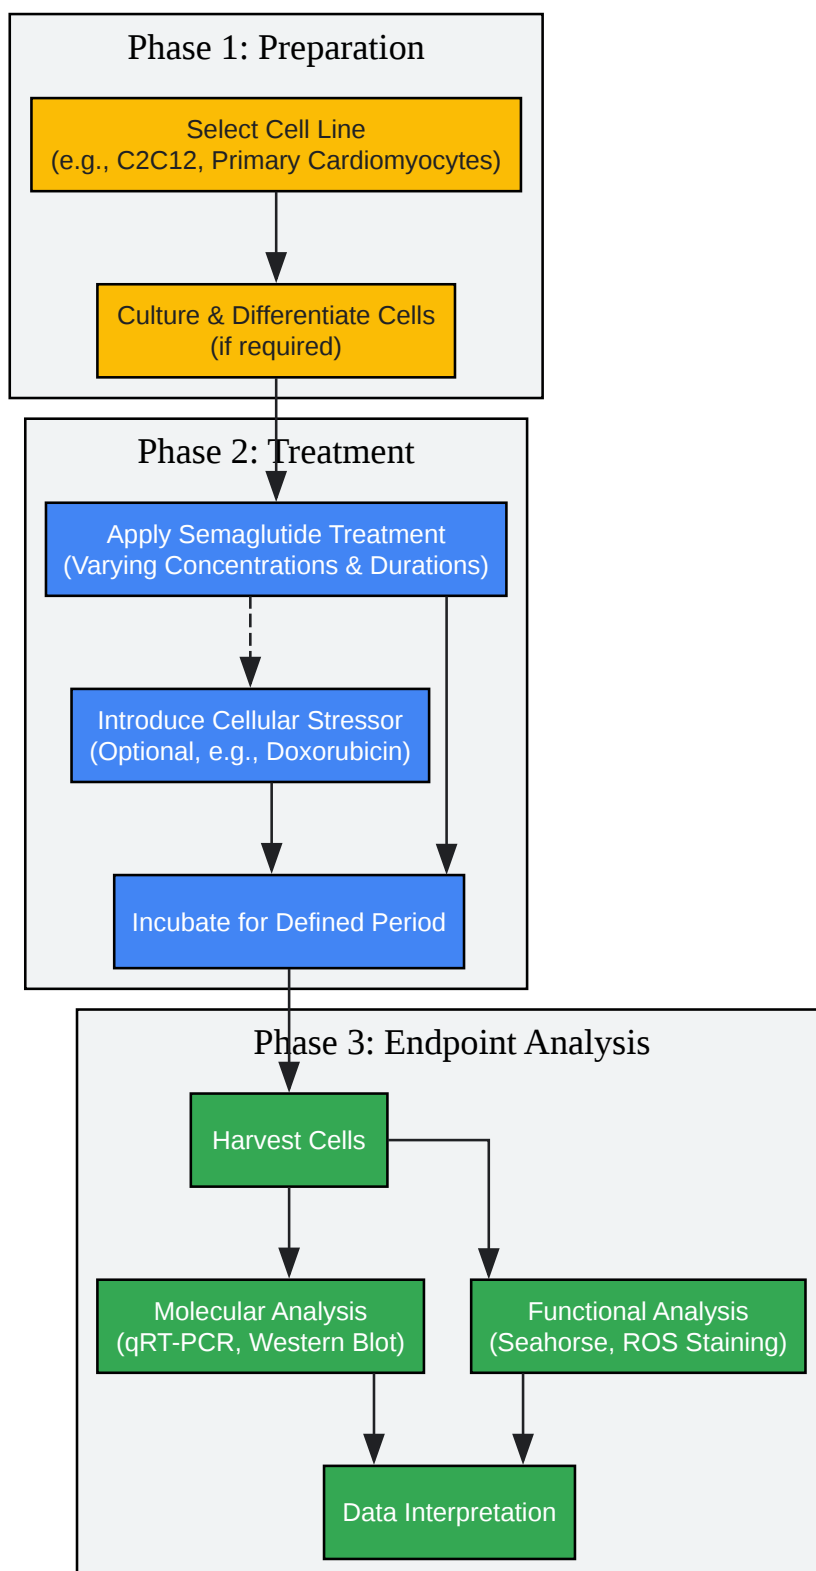 Phase 1: Preparation
Select Cell Line
(e.g., C2C12, Primary Cardiomyocytes)
Culture & Differentiate Cells
(if required)
Phase 2: Treatment
Apply Semaglutide Treatment
(Varying Concentrations & Durations)
Introduce Cellular Stressor
(Optional, e.g., Doxorubicin)
Incubate for Defined Period
Phase 3: Endpoint Analysis
Harvest Cells
Molecular Analysis
(qRT-PCR, Western Blot)
Functional Analysis
(Seahorse, ROS Staining)
Data Interpretation